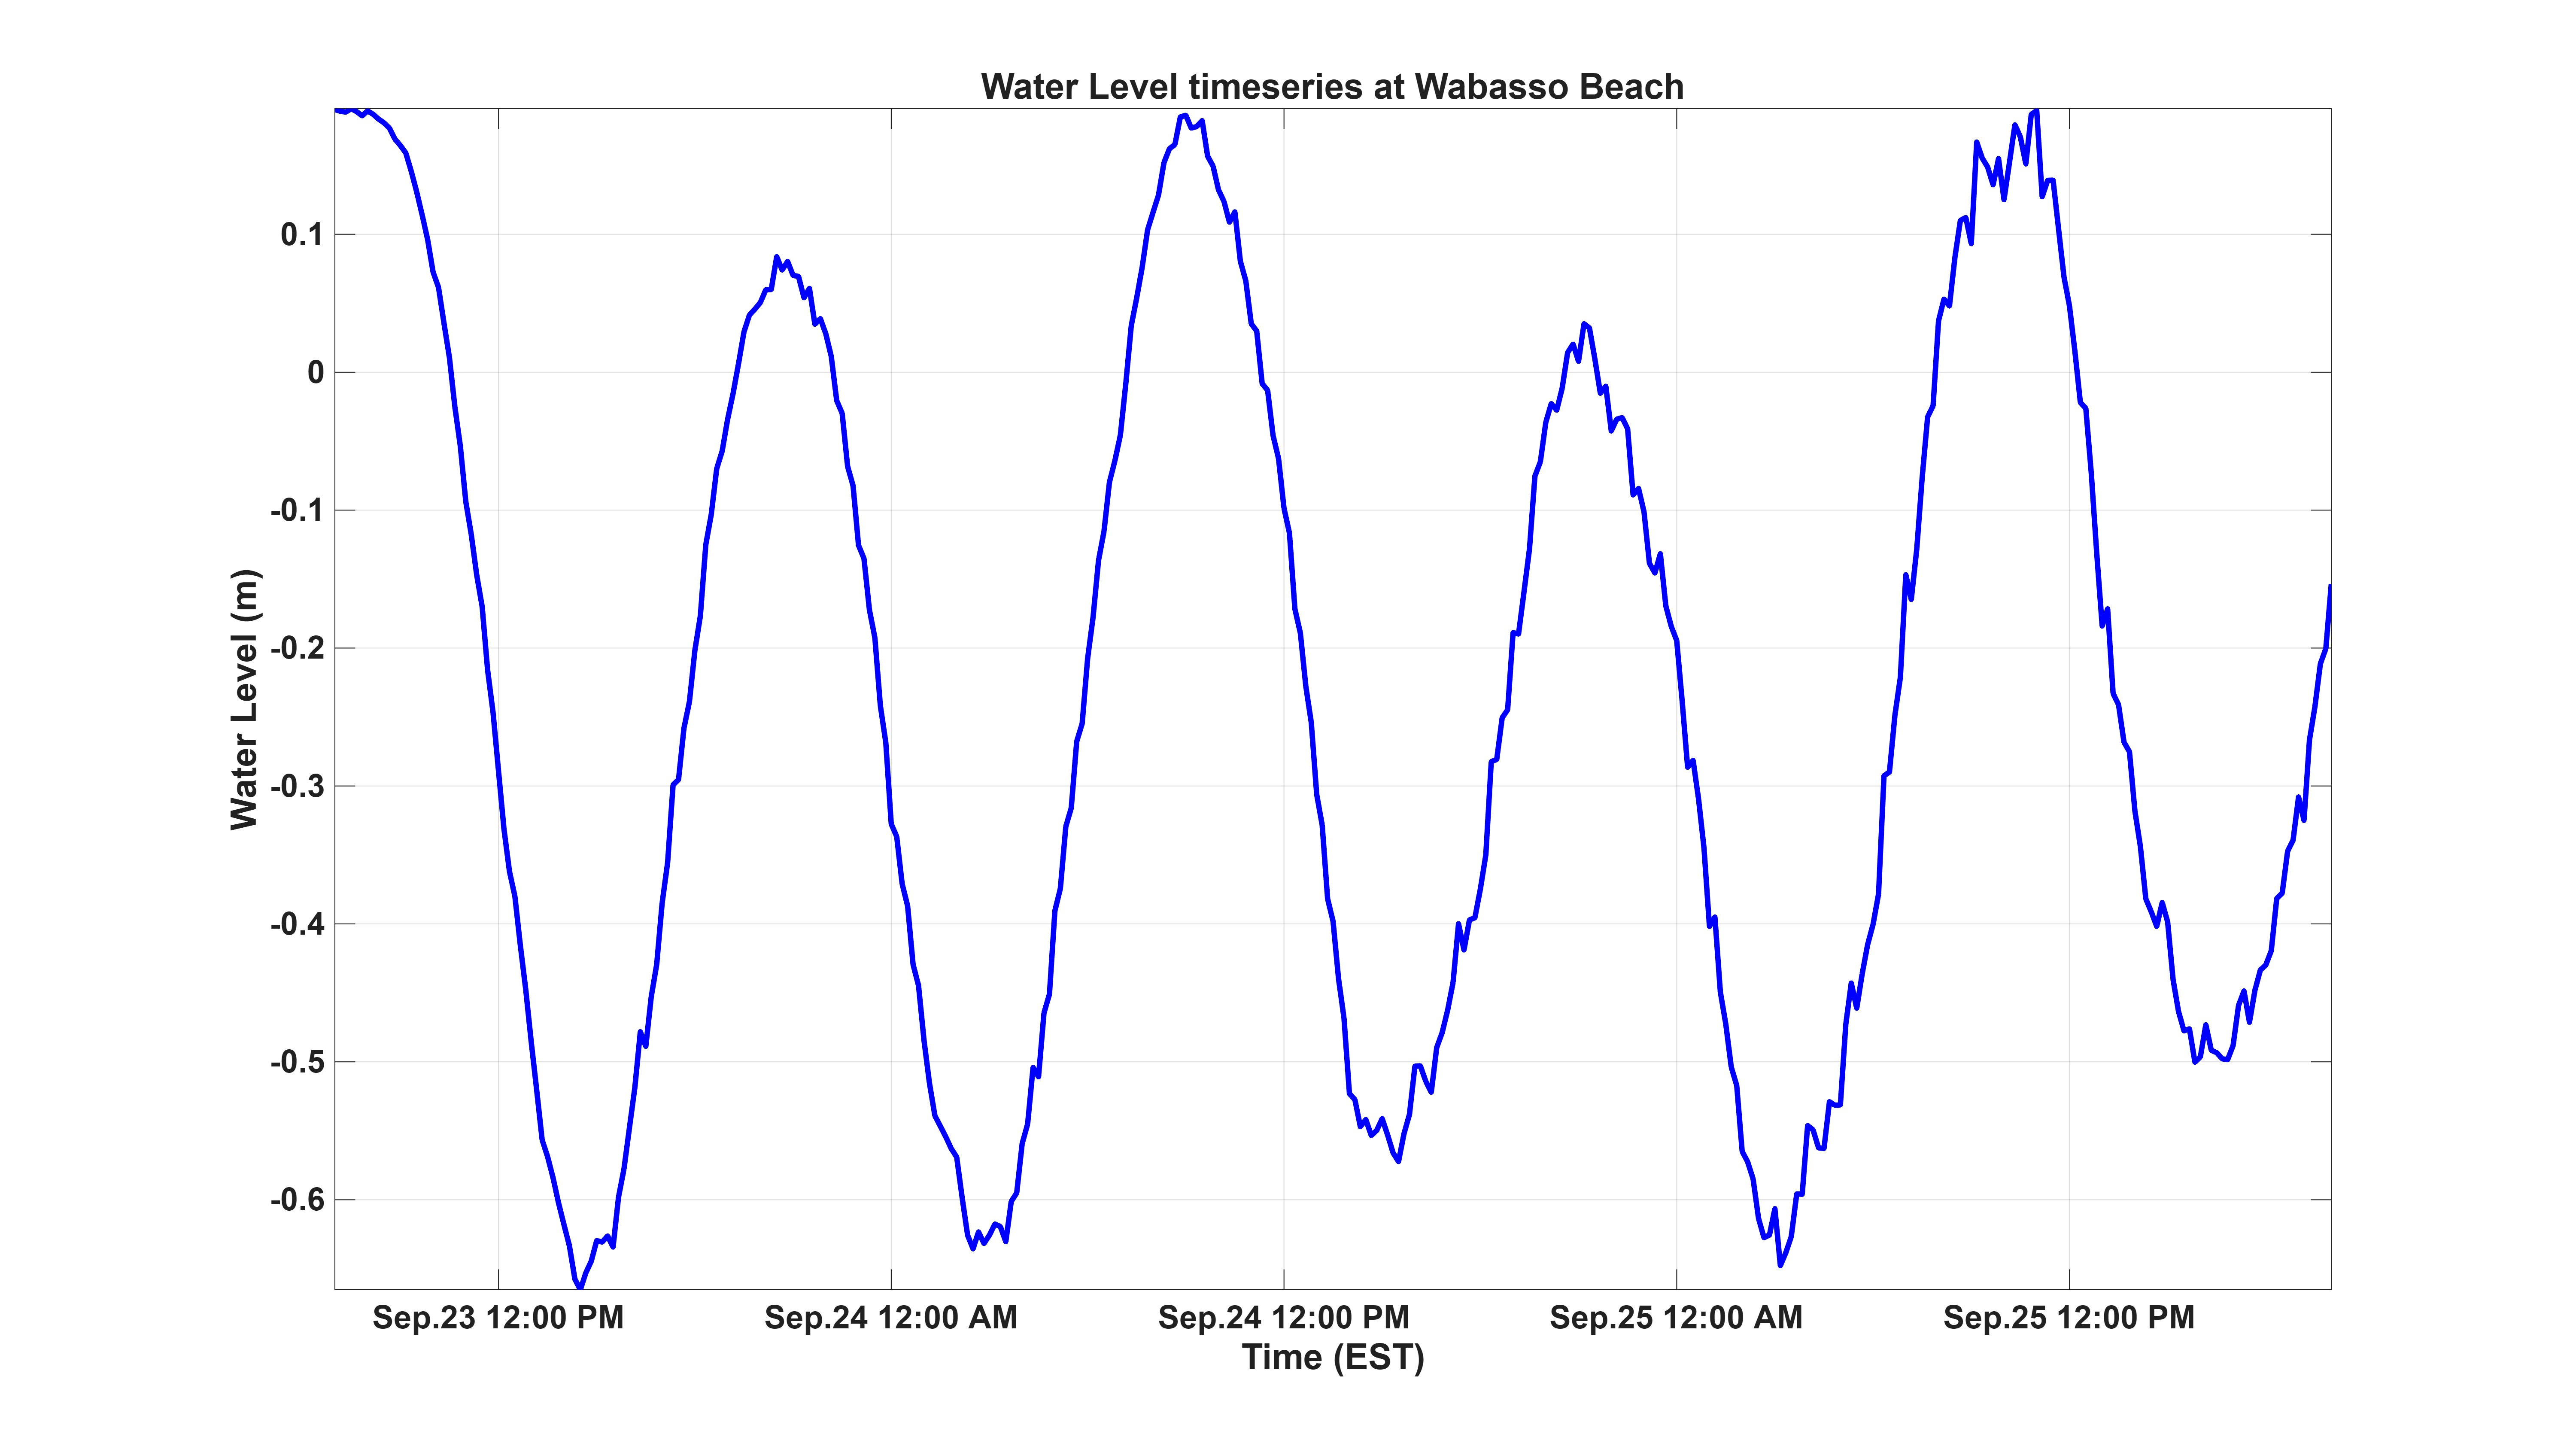 Water Level timeseries at Wabasso Beach
Water Level (m)
0.1
0
-0.1
-0.2
-0.3
-0.4
-0.5
-0.6
Sep.23 12:00 PM
Sep.24 12:00 AM
Sep.24 12:00 PM
Sep.25 12:00 AM
Sep.25 12:00 PM
Time (EST)